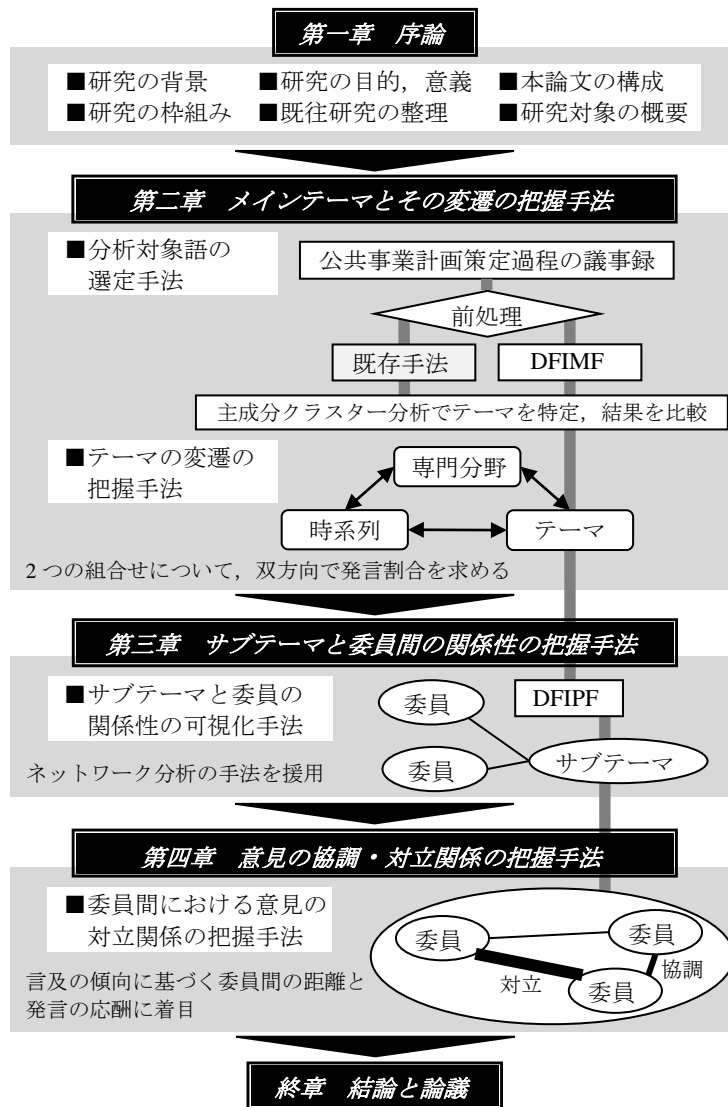 第一章 序論
■研究の背景 ■研究の目的，意義 ■本論文の構成
■研究の枠組み ■既往研究の整理 ■研究対象の概要
第二章 メインテーマとその変遷の把握手法
■分析対象語の
選定手法
公共事業計画策定過程の議事録
前処理
既存手法
DFIMF
主成分クラスター分析でテーマを特定，結果を比較
■テーマの変遷の
把握手法
専門分野
時系列
テーマ
2 つの組合せについて，双方向で発言割合を求める
第三章 サブテーマと委員間の関係性の把握手法
■サブテーマと委員の
関係性の可視化手法
委員
DFIPF
委員
サブテーマ
ネットワーク分析の手法を援用
第四章 意見の協調・対立関係の把握手法
■委員間における意見の
対立関係の把握手法
委員
委員
協調
対立
委員
言及の傾向に基づく委員間の距離と
発言の応酬に着目
終章 結論と論議